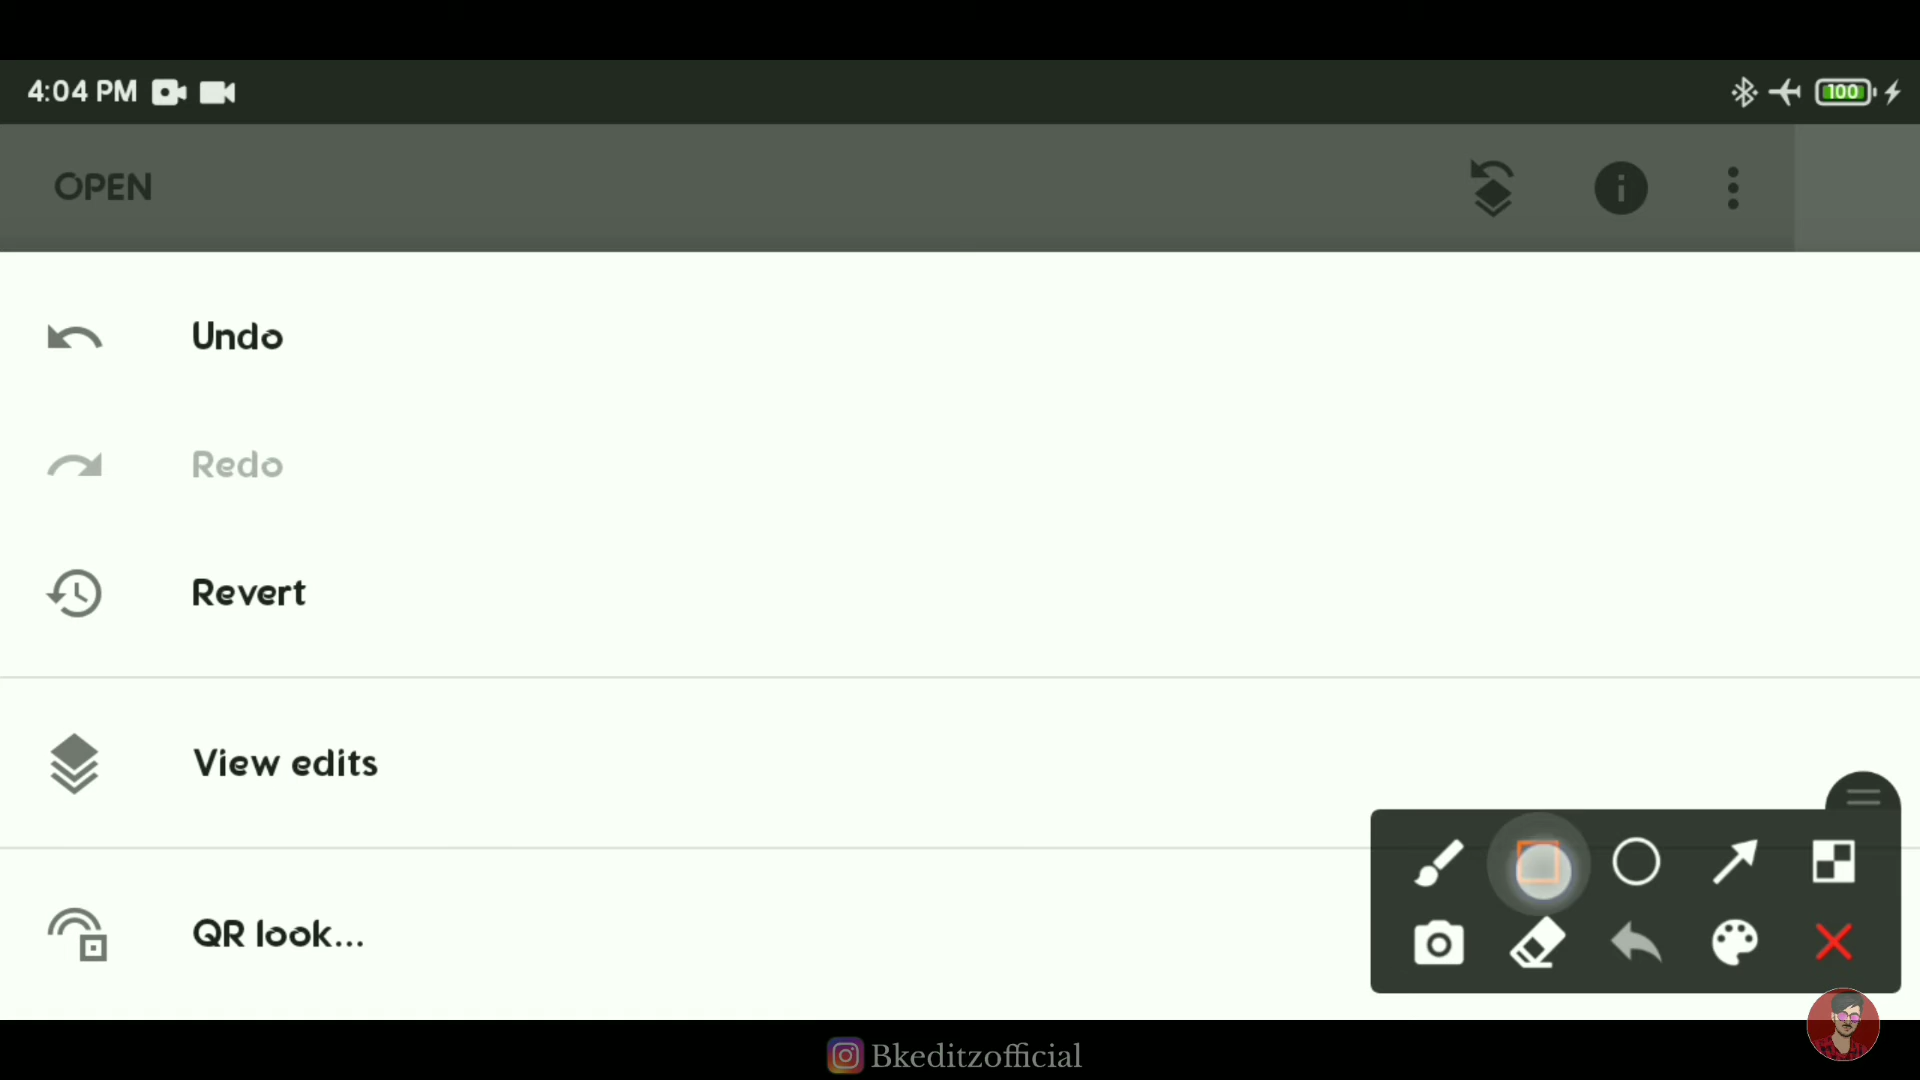 4:04 PM
100
OPEN
Undo
Redo
Revert
View edits
QR look...
Bkeditzofficial